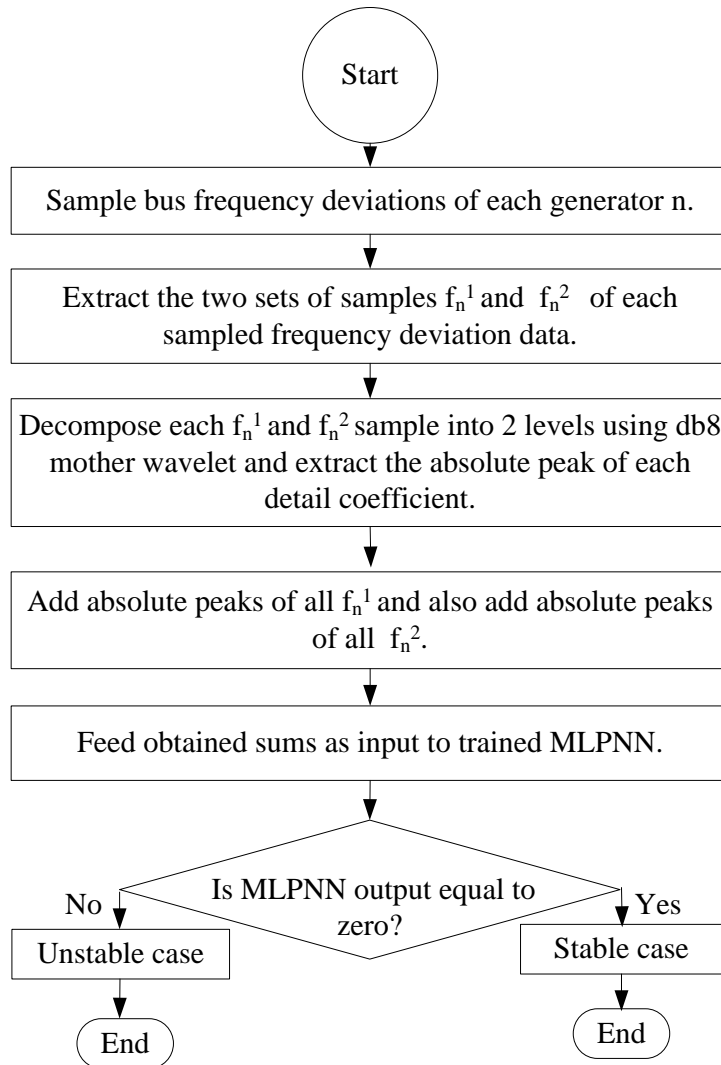 Start
Sample bus frequency deviations of each generator n.
Extract the two sets of samples fₙ¹ and fₙ² of each
sampled frequency deviation data.
Decompose each fₙ¹ and fₙ² sample into 2 levels using db8
mother wavelet and extract the absolute peak of each
detail coefficient.
Add absolute peaks of all fₙ¹ and also add absolute peaks
of all fₙ².
Feed obtained sums as input to trained MLPNN.
Is MLPNN output equal to
zero?
No
Yes
Unstable case
Stable case
End
End